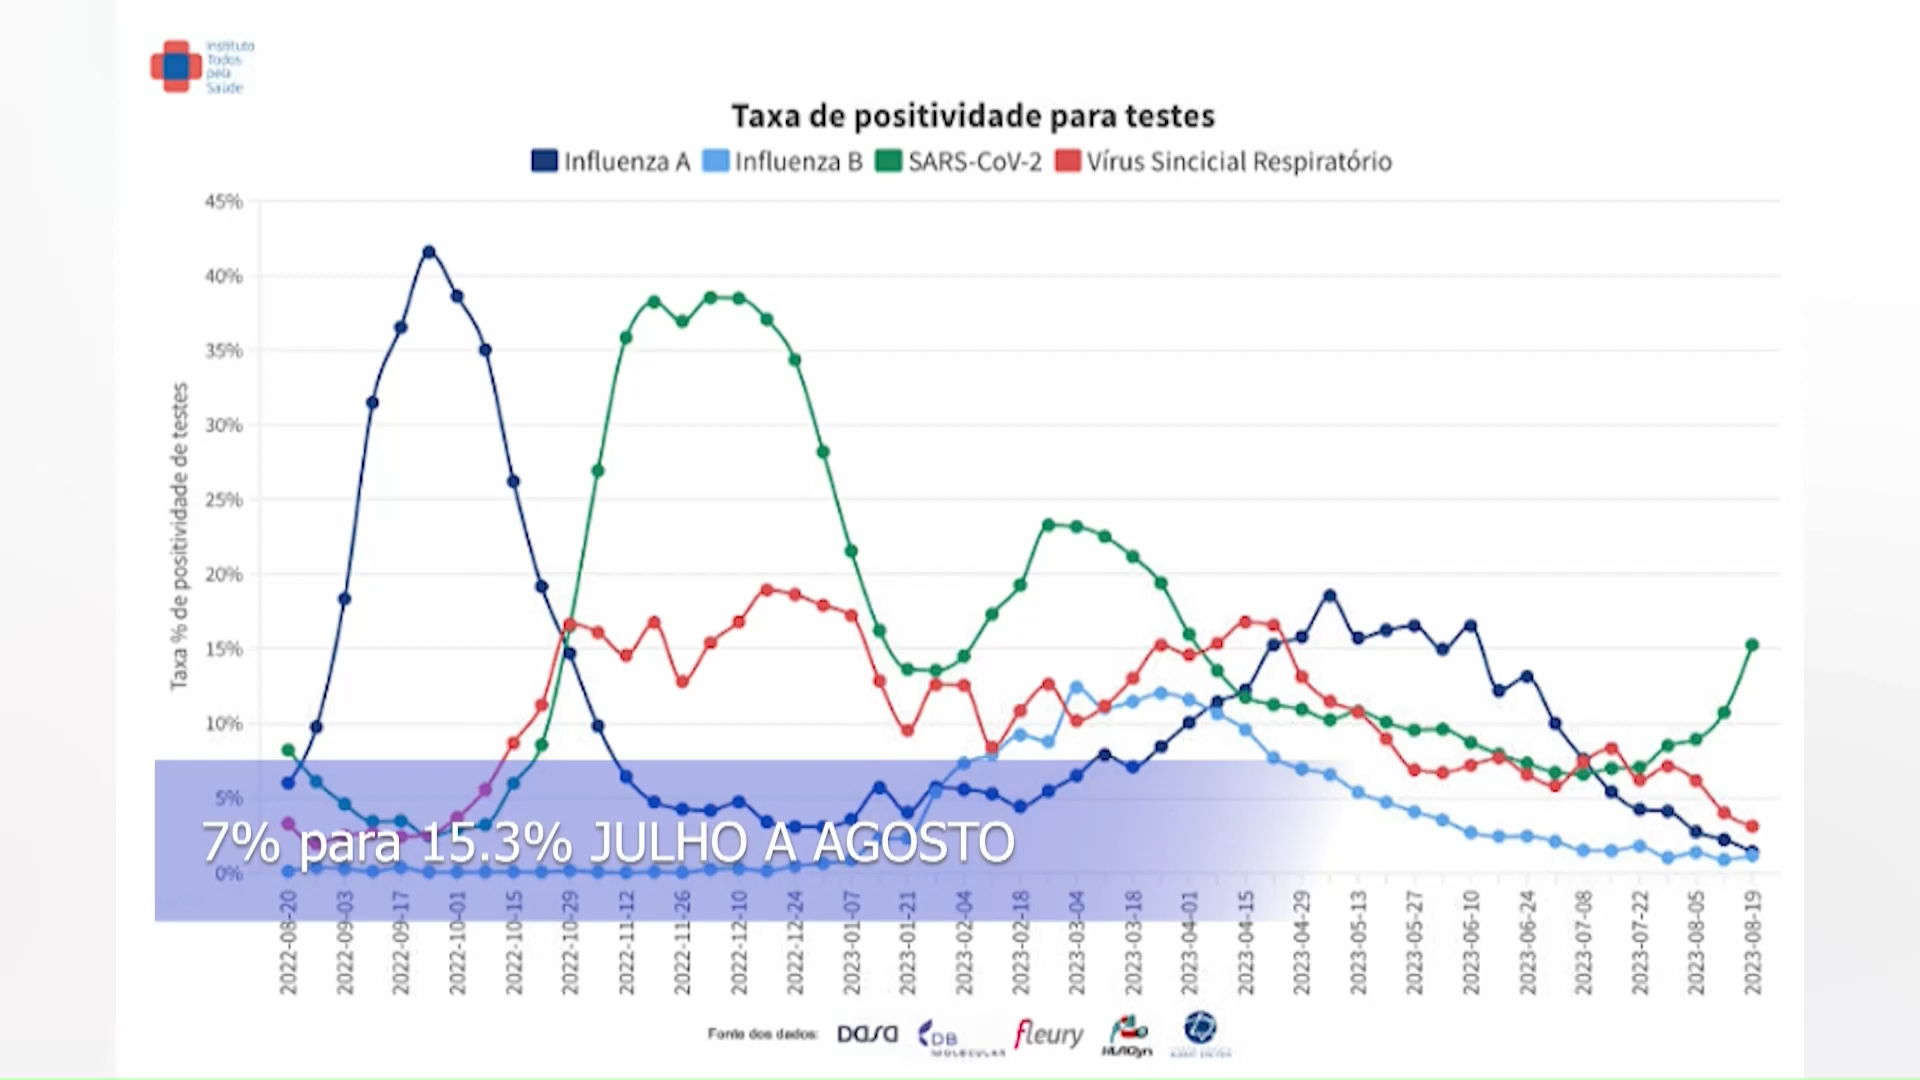 Instituto
Todos
pela
Saúde
Taxa de positividade para testes
Influenza A Influenza B SARS-CoV-2 Vírus Sincicial Respiratório
Taxa % de positividade de testes
45%
40%
35%
30%
25%
20%
15%
10%
5%
0%
7% para 15.3% JULHO A AGOSTO
2022-08-20 2022-09-03 2022-09-17 2022-10-01 2022-10-15 2022-10-29 2022-11-12 2022-11-26 2022-12-10 2022-12-24 2023-01-07 2023-01-21 2023-02-04 2023-02-18 2023-03-04 2023-03-18 2023-04-01 2023-04-15 2023-04-29 2023-05-13 2023-05-27 2023-06-10 2023-06-24 2023-07-08 2023-07-22 2023-08-05 2023-08-19
Fonte dos dados: DASA DB MOLECULAR fleury